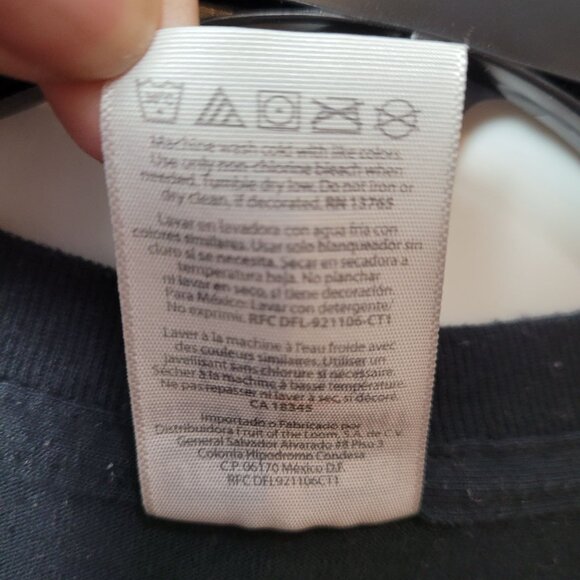 Machine wash cold with like colors.
Use only non-chlorine bleach when
needed. Tumble dry low. Do not iron or
dry clean, if decorated. RN 13765
Lavar en lavadora con agua fría con
colores similares. Usar solo blanqueador sin
cloro si se necesita. Secar en secadora a
temperatura baja. No planchar
ni lavar en seco, si tiene decoración.
Para México: Lavar con detergente/
No exprimir. RFC DFL-921106-CT1
Laver à la machine à l'eau froide avec
des couleurs similaires. Utiliser un
javellisant sans chlore si nécessaire.
Sécher à la machine à basse température.
Ne pas repasser ni laver à sec, si décoré.
CA 18345
Importado o Fabricado por
Distribuidora Fruit of the Loom, S.A. de C.V.
General Salvador Alvarado #8 Piso 3
Colonia Hipodromo Condesa
C.P. 06170 México D.F.
RFC DFL921106CT1